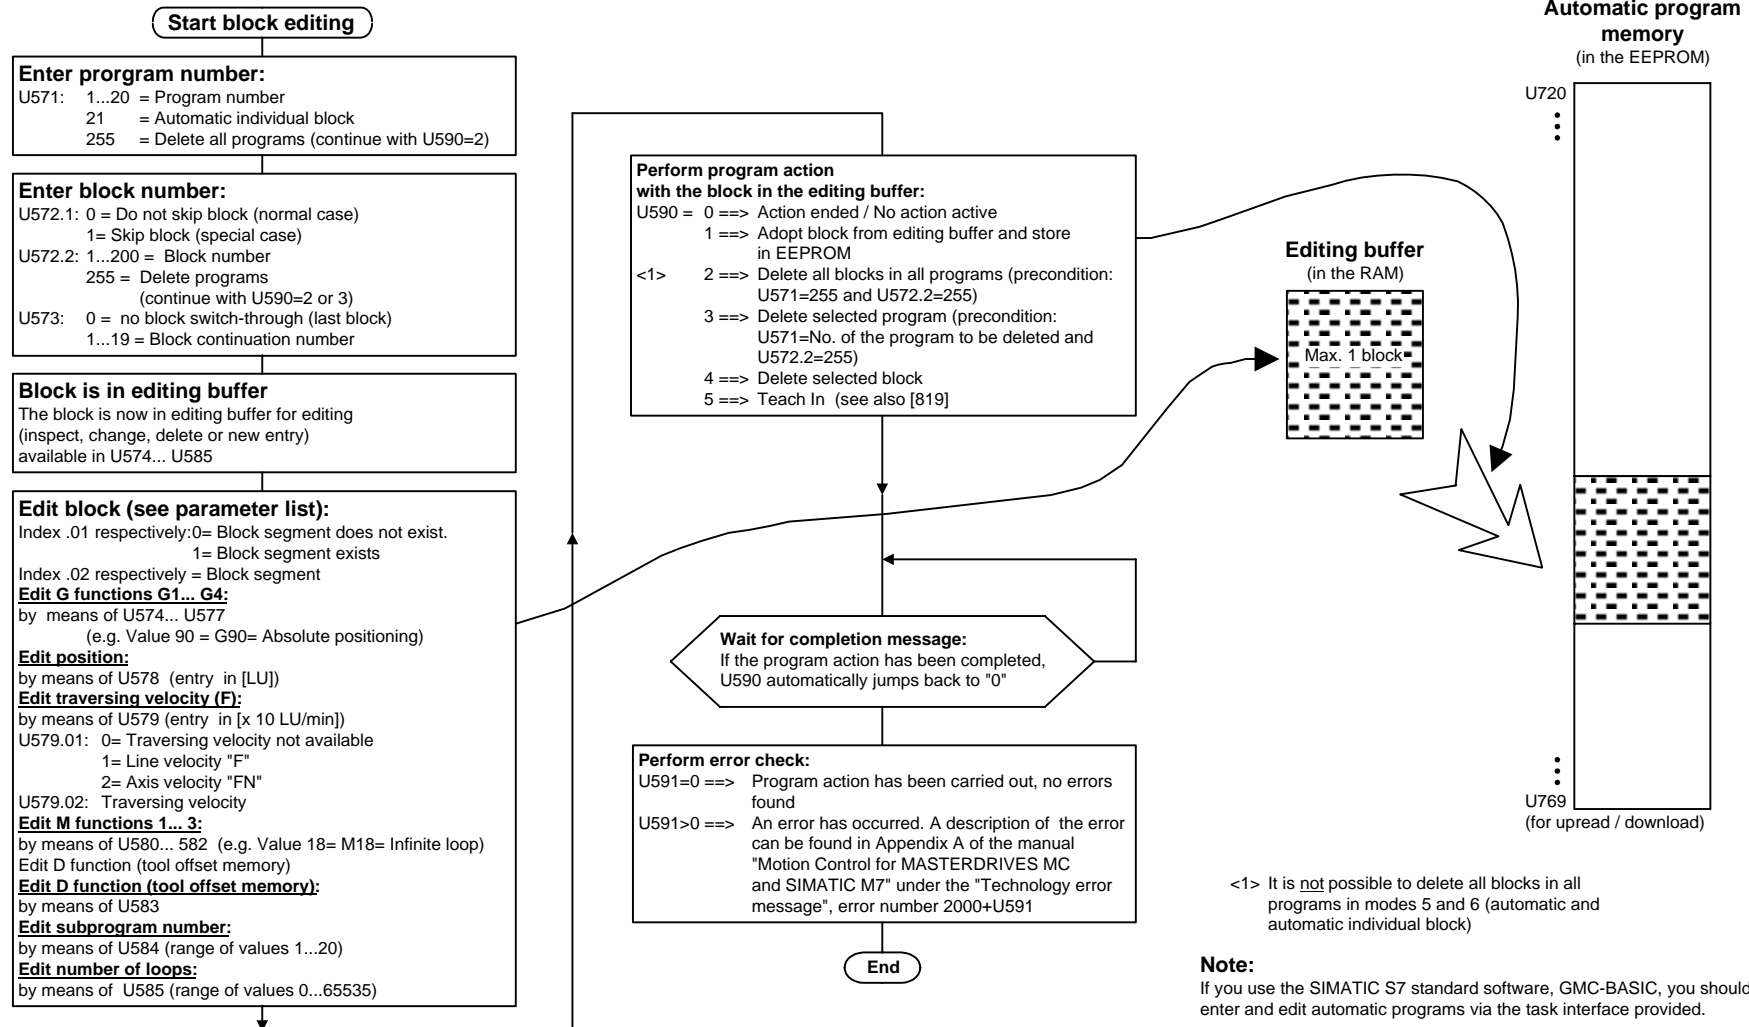 Start block editing
Enter prorgram number:
U571: 1...20 = Program number
21 = Automatic individual block
255 = Delete all programs (continue with U590=2)
Enter block number:
U572.1: 0 = Do not skip block (normal case)
1= Skip block (special case)
U572.2: 1...200 = Block number
255 = Delete programs
(continue with U590=2 or 3)
U573: 0 = no block switch-through (last block)
1...19 = Block continuation number
Block is in editing buffer
The block is now in editing buffer for editing
(inspect, change, delete or new entry)
available in U574... U585
Edit block (see parameter list):
Index .01 respectively:0= Block segment does not exist.
1= Block segment exists
Index .02 respectively = Block segment
Edit G functions G1... G4:
by means of U574... U577
(e.g. Value 90 = G90= Absolute positioning)
Edit position:
by means of U578 (entry in [LU])
Edit traversing velocity (F):
by means of U579 (entry in [x 10 LU/min])
U579.01: 0= Traversing velocity not available
1= Line velocity "F"
2= Axis velocity "FN"
U579.02: Traversing velocity
Edit M functions 1... 3:
by means of U580... 582 (e.g. Value 18= M18= Infinite loop)
Edit D function (tool offset memory)
Edit D function (tool offset memory):
by means of U583
Edit subprogram number:
by means of U584 (range of values 1...20)
Edit number of loops:
by means of U585 (range of values 0...65535)
Perform program action
with the block in the editing buffer:
U590 = 0 ==> Action ended / No action active
1 ==> Adopt block from editing buffer and store
in EEPROM
<1> 2 ==> Delete all blocks in all programs (precondition:
U571=255 and U572.2=255)
3 ==> Delete selected program (precondition:
U571=No. of the program to be deleted and
U572.2=255)
4 ==> Delete selected block
5 ==> Teach In (see also [819]
Wait for completion message:
If the program action has been completed,
U590 automatically jumps back to "0"
Perform error check:
U591=0 ==> Program action has been carried out, no errors
found
U591>0 ==> An error has occurred. A description of the error
can be found in Appendix A of the manual
"Motion Control for MASTERDRIVES MC
and SIMATIC M7" under the "Technology error
message", error number 2000+U591
End
Editing buffer
(in the RAM)
Max. 1 block
Automatic program
memory
(in the EEPROM)
U720
U769
(for upread / download)
<1> It is not possible to delete all blocks in all
programs in modes 5 and 6 (automatic and
automatic individual block)
Note:
If you use the SIMATIC S7 standard software, GMC-BASIC, you should
enter and edit automatic programs via the task interface provided.